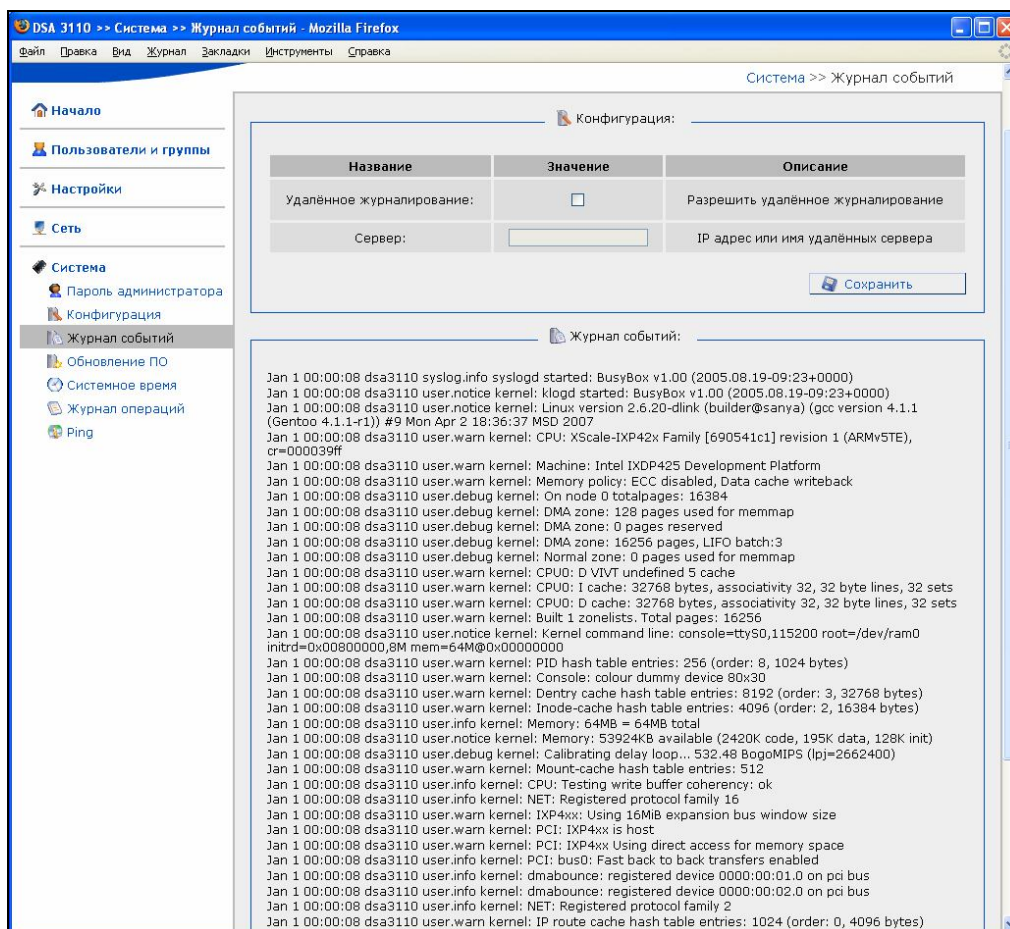 DSA 3110 >> Система >> Журнал событий - Mozilla Firefox
Файл Правка Вид Журнал Закладки Инструменты Справка
Система >> Журнал событий
Начало
Пользователи и группы
Настройки
Сеть
Система
Пароль администратора
Конфигурация
Журнал событий
Обновление ПО
Системное время
Журнал операций
Ping
Конфигурация:
Название Значение Описание
Удалённое журналирование: Разрешить удалённое журналирование
Сервер: IP адрес или имя удалённых сервера
Сохранить
Журнал событий:
Jan 1 00:00:08 dsa3110 syslog.info syslogd started: BusyBox v1.00 (2005.08.19-09:23+0000)
Jan 1 00:00:08 dsa3110 user.notice kernel: klogd started: BusyBox v1.00 (2005.08.19-09:23+0000)
Jan 1 00:00:08 dsa3110 user.notice kernel: Linux version 2.6.20-dlink (builder@sanya) (gcc version 4.1.1
(Gentoo 4.1.1-r1)) #9 Mon Apr 2 18:36:37 MSD 2007
Jan 1 00:00:08 dsa3110 user.warn kernel: CPU: XScale-IXP42x Family [690541c1] revision 1 (ARMv5TE),
cr=000039ff
Jan 1 00:00:08 dsa3110 user.warn kernel: Machine: Intel IXDP425 Development Platform
Jan 1 00:00:08 dsa3110 user.warn kernel: Memory policy: ECC disabled, Data cache writeback
Jan 1 00:00:08 dsa3110 user.debug kernel: On node 0 totalpages: 16384
Jan 1 00:00:08 dsa3110 user.debug kernel: DMA zone: 128 pages used for memmap
Jan 1 00:00:08 dsa3110 user.debug kernel: DMA zone: 0 pages reserved
Jan 1 00:00:08 dsa3110 user.debug kernel: DMA zone: 16256 pages, LIFO batch:3
Jan 1 00:00:08 dsa3110 user.debug kernel: Normal zone: 0 pages used for memmap
Jan 1 00:00:08 dsa3110 user.warn kernel: CPU0: D VIVT undefined 5 cache
Jan 1 00:00:08 dsa3110 user.warn kernel: CPU0: I cache: 32768 bytes, associativity 32, 32 byte lines, 32 sets
Jan 1 00:00:08 dsa3110 user.warn kernel: CPU0: D cache: 32768 bytes, associativity 32, 32 byte lines, 32 sets
Jan 1 00:00:08 dsa3110 user.warn kernel: Built 1 zonelists. Total pages: 16256
Jan 1 00:00:08 dsa3110 user.notice kernel: Kernel command line: console=ttyS0,115200 root=/dev/ram0
initrd=0x00800000,8M mem=64M@0x00000000
Jan 1 00:00:08 dsa3110 user.warn kernel: PID hash table entries: 256 (order: 8, 1024 bytes)
Jan 1 00:00:08 dsa3110 user.warn kernel: Console: colour dummy device 80x30
Jan 1 00:00:08 dsa3110 user.warn kernel: Dentry cache hash table entries: 8192 (order: 3, 32768 bytes)
Jan 1 00:00:08 dsa3110 user.warn kernel: Inode-cache hash table entries: 4096 (order: 2, 16384 bytes)
Jan 1 00:00:08 dsa3110 user.info kernel: Memory: 64MB = 64MB total
Jan 1 00:00:08 dsa3110 user.notice kernel: Memory: 53924KB available (2420K code, 195K data, 128K init)
Jan 1 00:00:08 dsa3110 user.debug kernel: Calibrating delay loop... 532.48 BogoMIPS (lpj=2662400)
Jan 1 00:00:08 dsa3110 user.warn kernel: Mount-cache hash table entries: 512
Jan 1 00:00:08 dsa3110 user.info kernel: CPU: Testing write buffer coherency: ok
Jan 1 00:00:08 dsa3110 user.info kernel: NET: Registered protocol family 16
Jan 1 00:00:08 dsa3110 user.warn kernel: IXP4xx: Using 16MiB expansion bus window size
Jan 1 00:00:08 dsa3110 user.warn kernel: PCI: IXP4xx is host
Jan 1 00:00:08 dsa3110 user.warn kernel: PCI: IXP4xx Using direct access for memory space
Jan 1 00:00:08 dsa3110 user.info kernel: PCI: bus0: Fast back to back transfers enabled
Jan 1 00:00:08 dsa3110 user.info kernel: dmabounce: registered device 0000:00:01.0 on pci bus
Jan 1 00:00:08 dsa3110 user.info kernel: dmabounce: registered device 0000:00:02.0 on pci bus
Jan 1 00:00:08 dsa3110 user.info kernel: NET: Registered protocol family 2
Jan 1 00:00:08 dsa3110 user.warn kernel: IP route cache hash table entries: 1024 (order: 0, 4096 bytes)